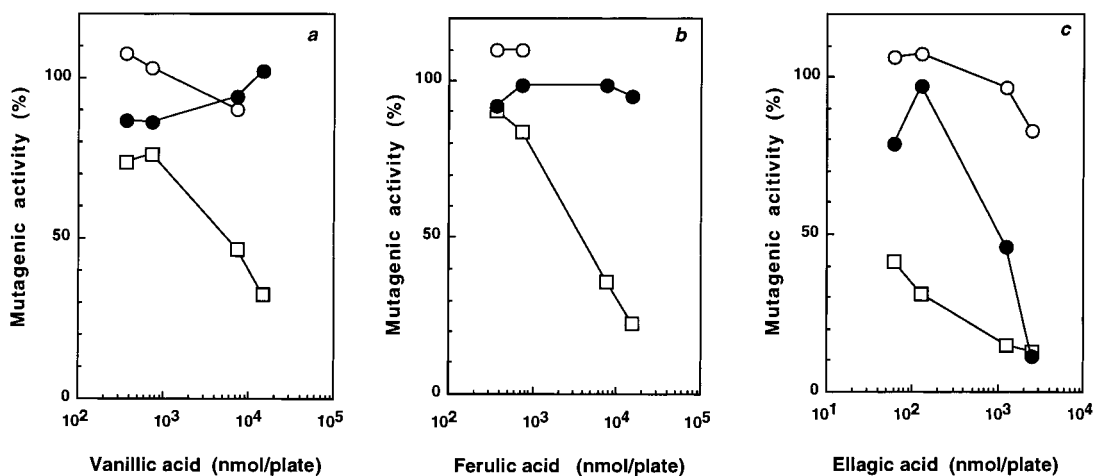 a
b
c
100
50
0
10² 10³ 10⁴ 10⁵
Mutagenic activity (%)
Vanillic acid (nmol/plate)
100
50
0
10² 10³ 10⁴ 10⁵
Mutagenic activity (%)
Ferulic acid (nmol/plate)
100
50
0
10¹ 10² 10³ 10⁴
Mutagenic acitivity (%)
Ellagic acid (nmol/plate)